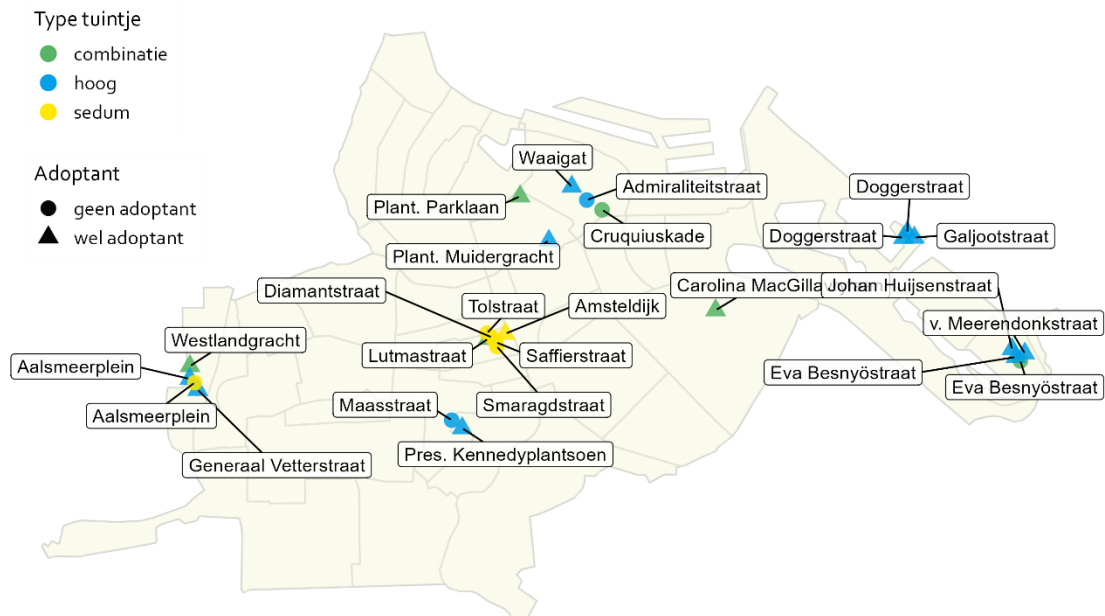 Type tuintje
combinatie
hoog
sedum
Adoptant
geen adoptant
wel adoptant
Waaigat
Admiraliteitstraat
Doggerstraat
Plant. Parklaan
Cruquiuskade
Doggerstraat
Galjootstraat
Plant. Muidergracht
Diamantstraat
Tolstraat
Amsteldijk
Carolina MacGilla
Johan Huijsenstraat
v. Meerendonkstraat
Westlandgracht
Lutmastraat
Saffierstraat
Aalsmeerplein
Eva Besnyöstraat
Eva Besnyöstraat
Aalsmeerplein
Maasstraat
Smaragdstraat
Pres. Kennedyplantsoen
Generaal Vetterstraat